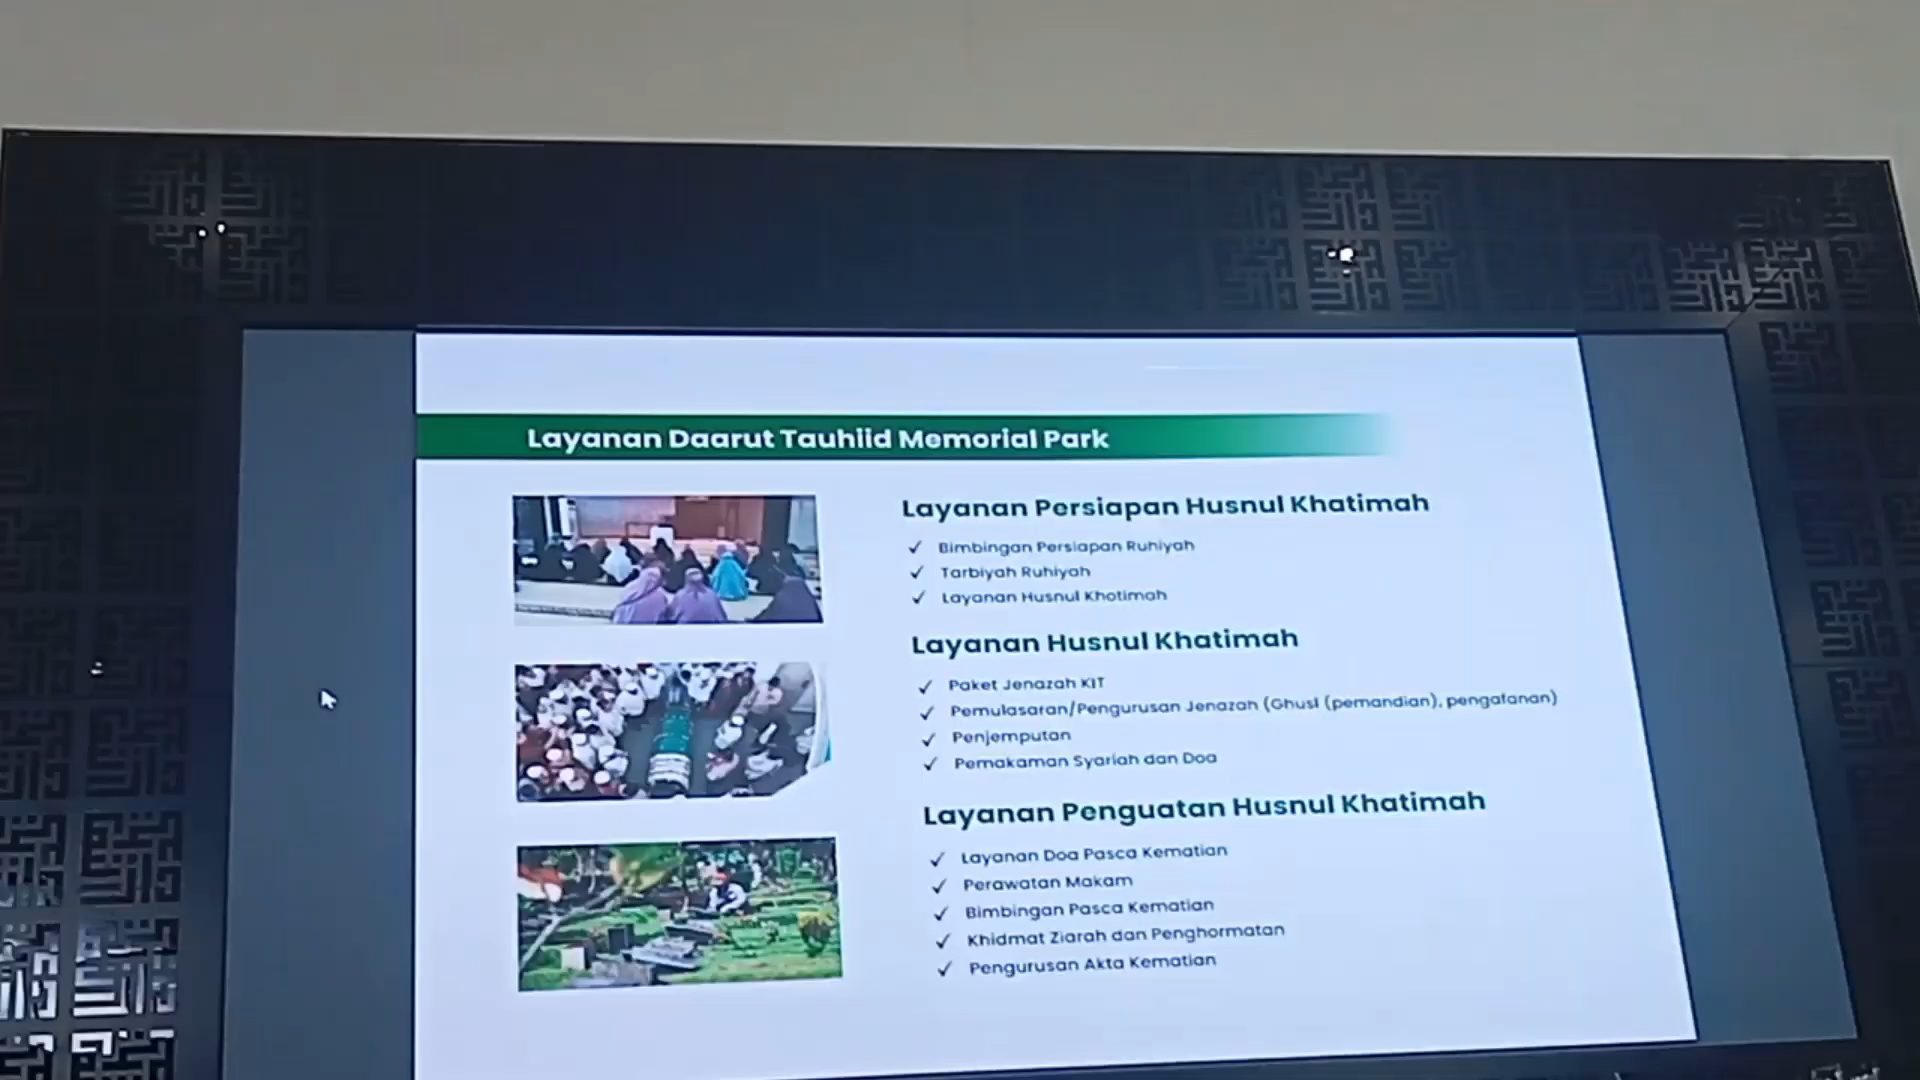 Layanan Daarut Tauhiid Memorial Park
Layanan Persiapan Husnul Khatimah
✓ Bimbingan Persiapan Ruhiyah
✓ Tarbiyah Ruhiyah
✓ Layanan Husnul Khotimah
Layanan Husnul Khatimah
✓ Paket Jenazah KIT
✓ Pemulasaran/Pengurusan Jenazah (Ghusl (pemandian), pengafanan)
✓ Penjemputan
✓ Pemakaman Syariah dan Doa
Layanan Penguatan Husnul Khatimah
✓ Layanan Doa Pasca Kematian
✓ Perawatan Makam
✓ Bimbingan Pasca Kematian
✓ Khidmat Ziarah dan Penghormatan
✓ Pengurusan Akta Kematian